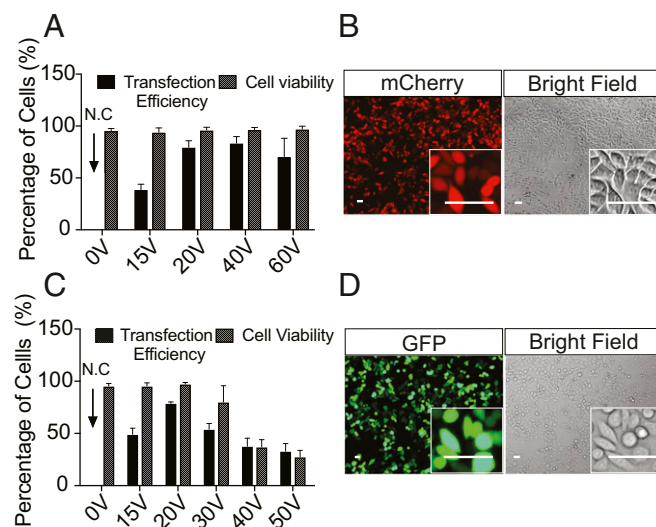 A
Percentage of Cells (%)
150
100
50
0
Transfection
Efficiency
Cell viability
N.C
0V
15V
20V
40V
60V
B
mCherry
Bright Field
C
Percentage of Cellls (%)
150
100
50
0
Transfection
Efficiency
Cell Viability
N.C
0V
15V
20V
30V
40V
50V
D
GFP
Bright Field